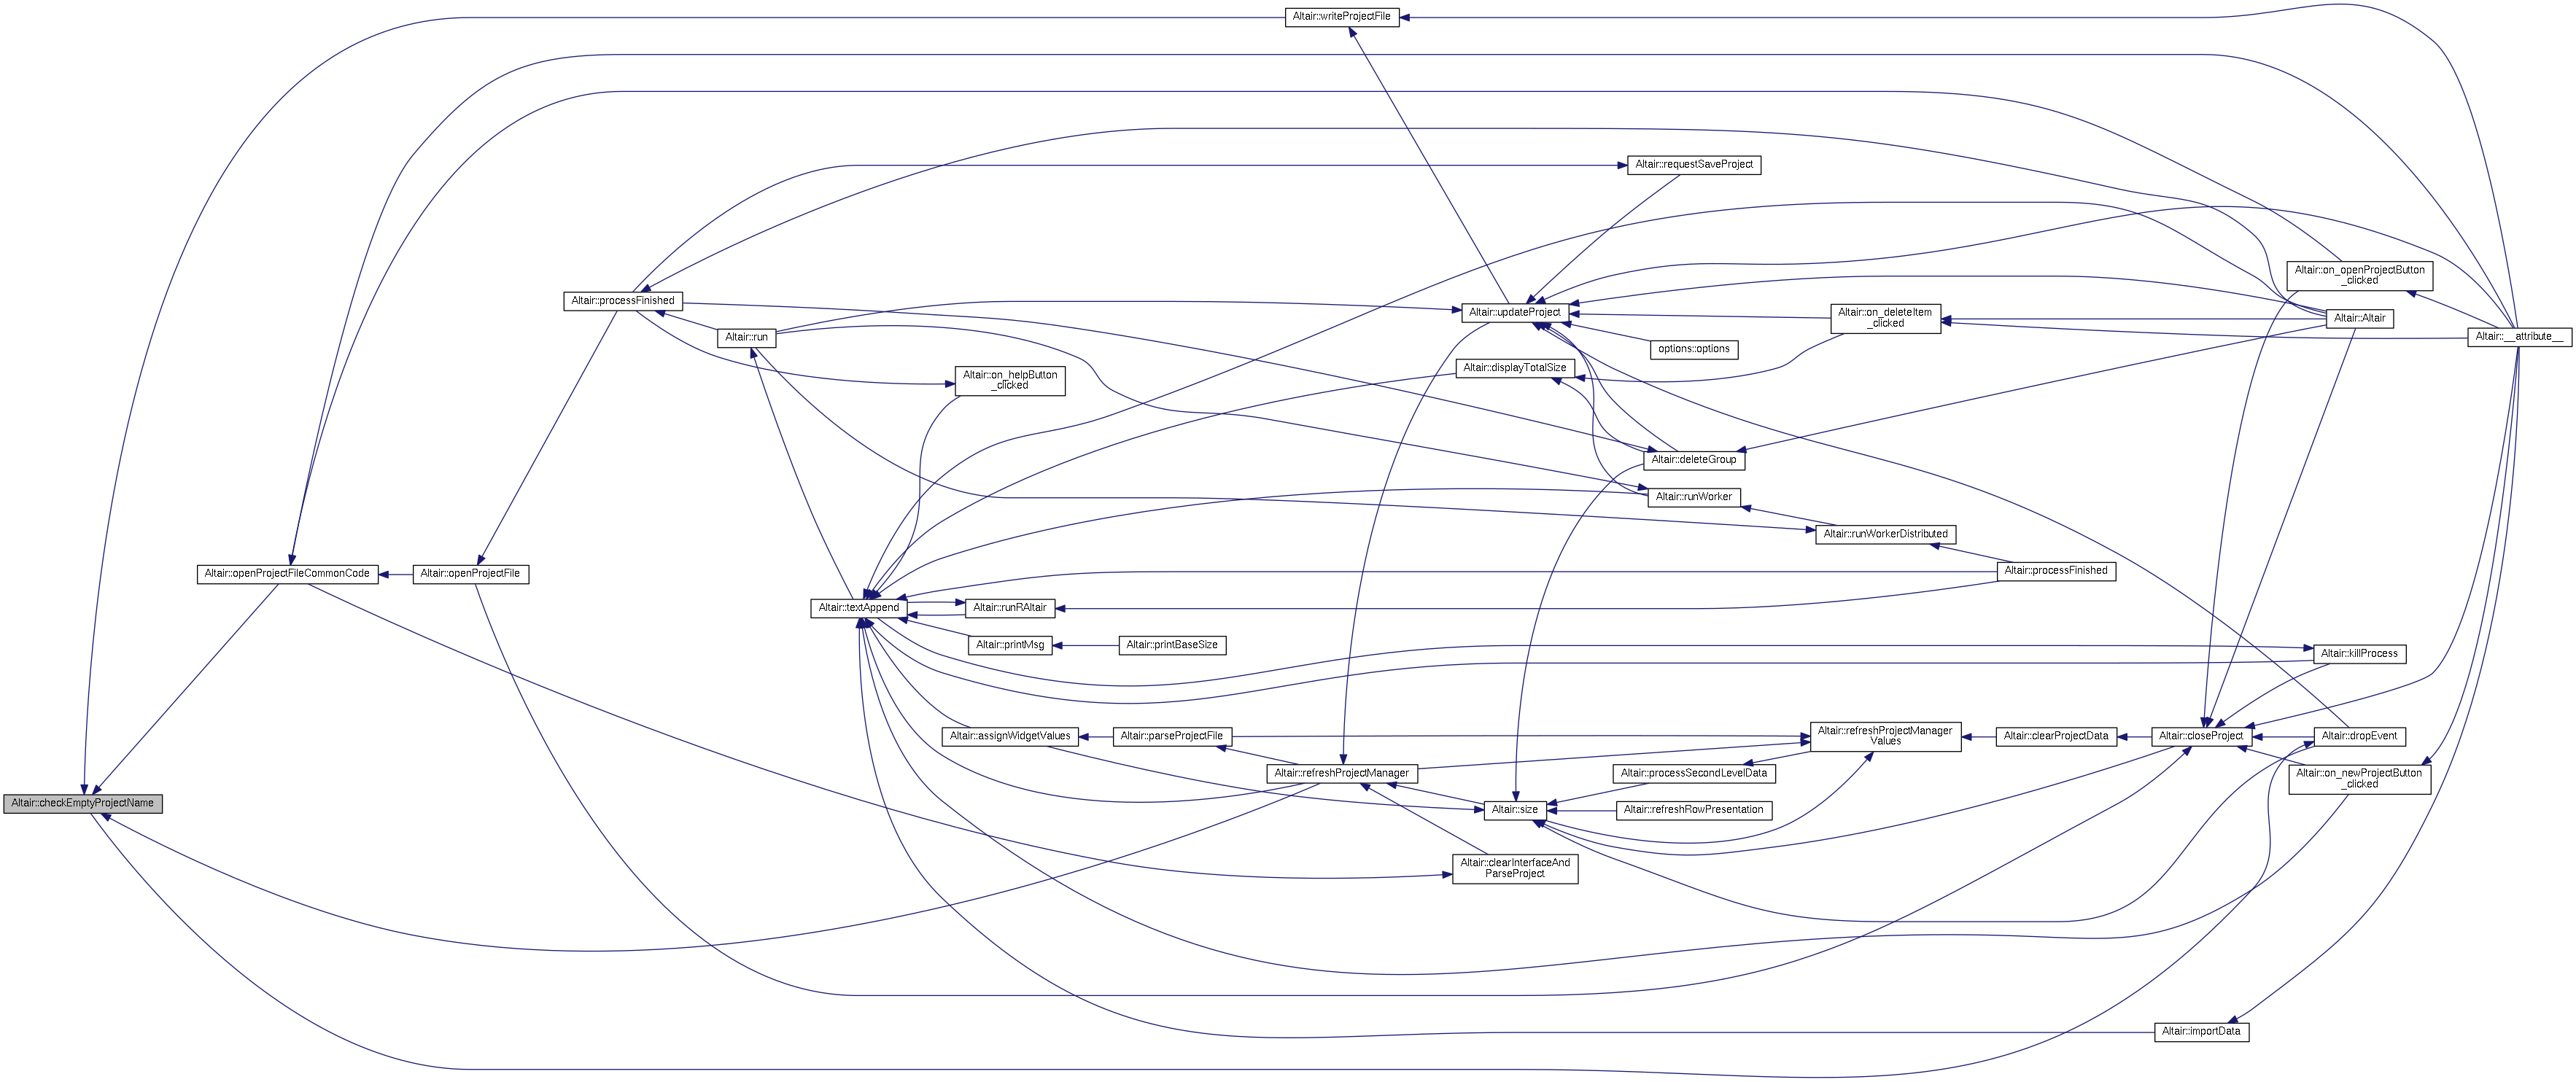 Altair::writeProjectFile
Altair::requestSaveProject
Altair::on_openProjectButton
_clicked
Altair::processFinished
Altair::updateProject
Altair::on_deleteItem
_clicked
Altair::Altair
Altair::run
Altair::__attribute__
options::options
Altair::displayTotalSize
Altair::on_helpButton
_clicked
Altair::deleteGroup
Altair::runWorker
Altair::runWorkerDistributed
Altair::openProjectFileCommonCode
Altair::openProjectFile
Altair::processFinished
Altair::textAppend
Altair::runRAltair
Altair::printMsg
Altair::printBaseSize
Altair::killProcess
Altair::assignWidgetValues
Altair::parseProjectFile
Altair::refreshProjectManager
Values
Altair::clearProjectData
Altair::closeProject
Altair::dropEvent
Altair::refreshProjectManager
Altair::processSecondLevelData
Altair::on_newProjectButton
_clicked
Altair::checkEmptyProjectName
Altair::size
Altair::refreshRowPresentation
Altair::clearInterfaceAnd
ParseProject
Altair::importData